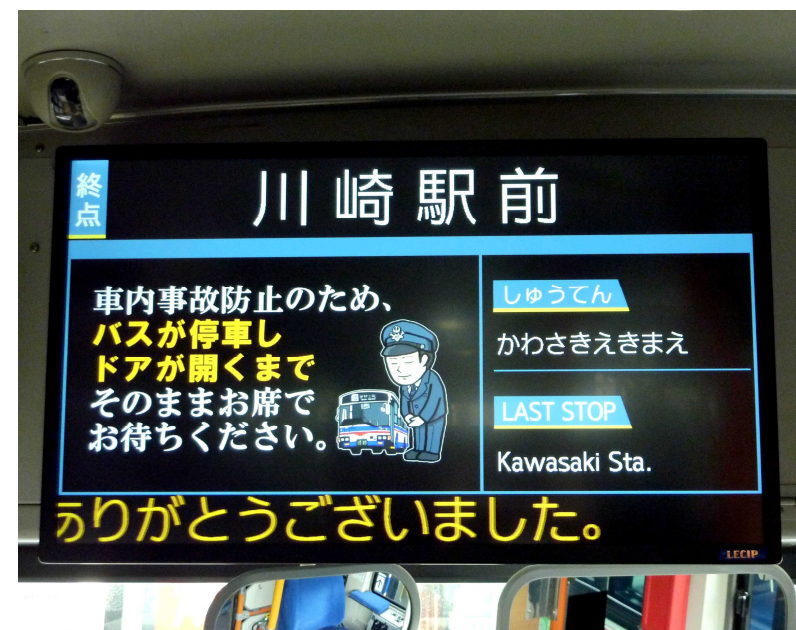 終点
川崎駅前
車内事故防止のため、
バスが停車し
ドアが開くまで
そのままお席で
お待ちください。
しゅうてん
かわさきえきまえ
LAST STOP
Kawasaki Sta.
ありがとうございました。
LECIP